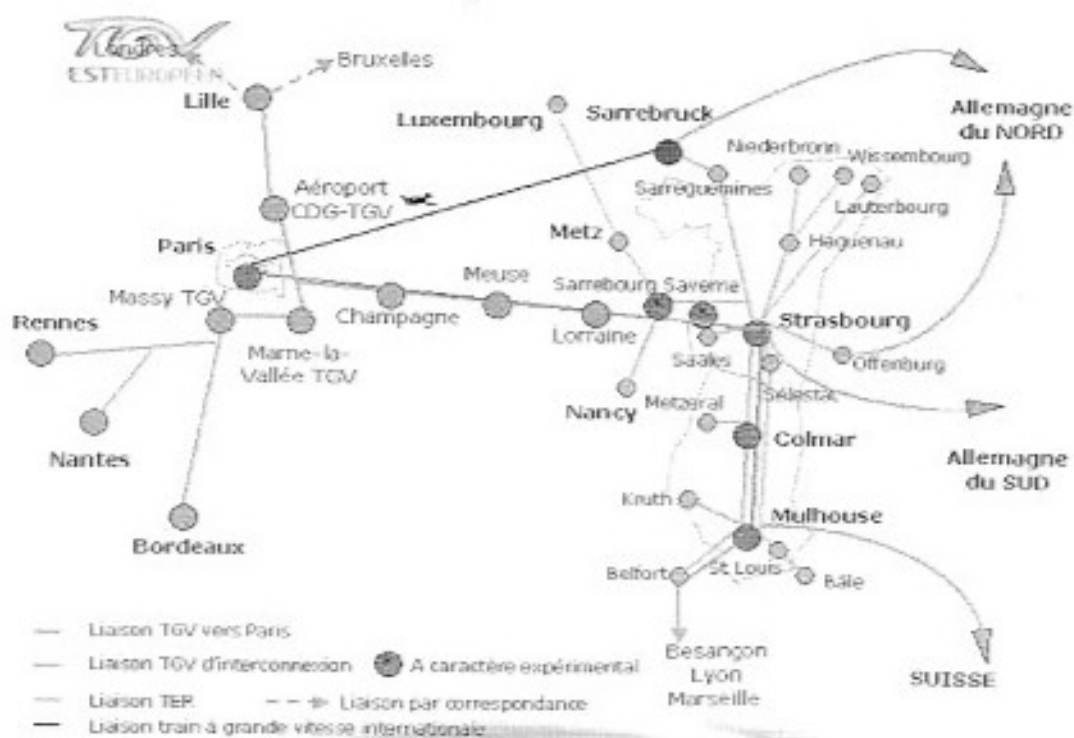 TGV
Londres
EST EUROPÉEN
Bruxelles
Lille
Luxembourg
Sarrebruck
Allemagne
du NORD
Niederbronn
Wissembourg
Aéroport
CDG-TGV
Sarreguemines
Lauterbourg
Paris
Metz
Haguenau
Massy TGV
Meuse
Sarrebourg
Saverne
Rennes
Champagne
Lorraine
Strasbourg
Marne-la-
Vallée TGV
Saales
Offenburg
Nancy
Metzeral
Sélestat
Nantes
Colmar
Allemagne
du SUD
Kruth
Mulhouse
Bordeaux
Belfort
St Louis
Bâle
Liaison TGV vers Paris
Liaison TGV d'interconnexion
A caractère expérimental
Besançon
Lyon
Marseille
SUISSE
Liaison TER
Liaison par correspondance
Liaison train à grande vitesse internationale